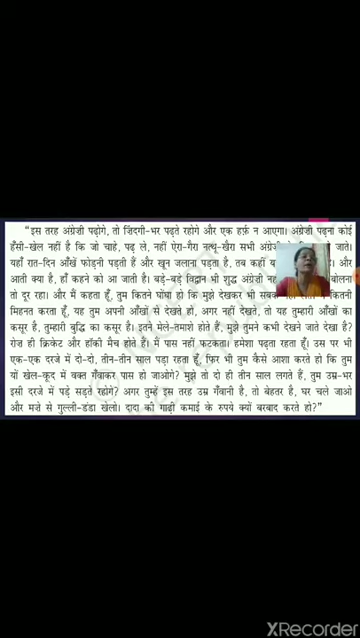 "इस तरह अंग्रेजी पढ़ोगे, तो जिंदगी-भर पढ़ते रहोगे और एक हर्फ़ न आएगा। अंग्रेजी पढ़ना कोई
हँसी-खेल नहीं है कि जो चाहे, पढ़ ले, नहीं ऐरा-गैरा नत्थू-खैरा सभी अंग्रेजी जाते।
यहाँ रात-दिन आँखें फोड़नी पड़ती हैं और खून जलाना पड़ता है, तब कहीं और
आती क्या है, हाँ कहने को आ जाती है। बड़े-बड़े विद्वान भी शुद्ध अंग्रेजी बोलना
तो दूर रहा। और मैं कहता हूँ, तुम कितने घोंघा हो कि मुझे देखकर भी सबक कितनी
मिहनत करता हूँ, यह तुम अपनी आँखों से देखते हो, अगर नहीं देखते, तो यह तुम्हारी आँखों का
कसूर है, तुम्हारी बुद्धि का कसूर है। इतने मेले-तमाशे होते हैं, मुझे तुमने कभी देखने जाते देखा है?
रोज ही क्रिकेट और हॉकी मैच होते हैं। मैं पास नहीं फटकता। हमेशा पढ़ता रहता हूँ। उस पर भी
एक-एक दरजे में दो-दो, तीन-तीन साल पड़ा रहता हूँ, फिर भी तुम कैसे आशा करते हो कि तुम
यों खेल-कूद में वक्त गँवाकर पास हो जाओगे? मुझे तो दो ही तीन साल लगते हैं, तुम उम्र-भर
इसी दरजे में पड़े सड़ते रहोगे? अगर तुम्हें इस तरह उम्र गँवानी है, तो बेहतर है, घर चले जाओ
और मज़े से गुल्ली-डंडा खेलो। दादा की गाढ़ी कमाई के रुपये क्यों बरबाद करते हो?"
XRecorder